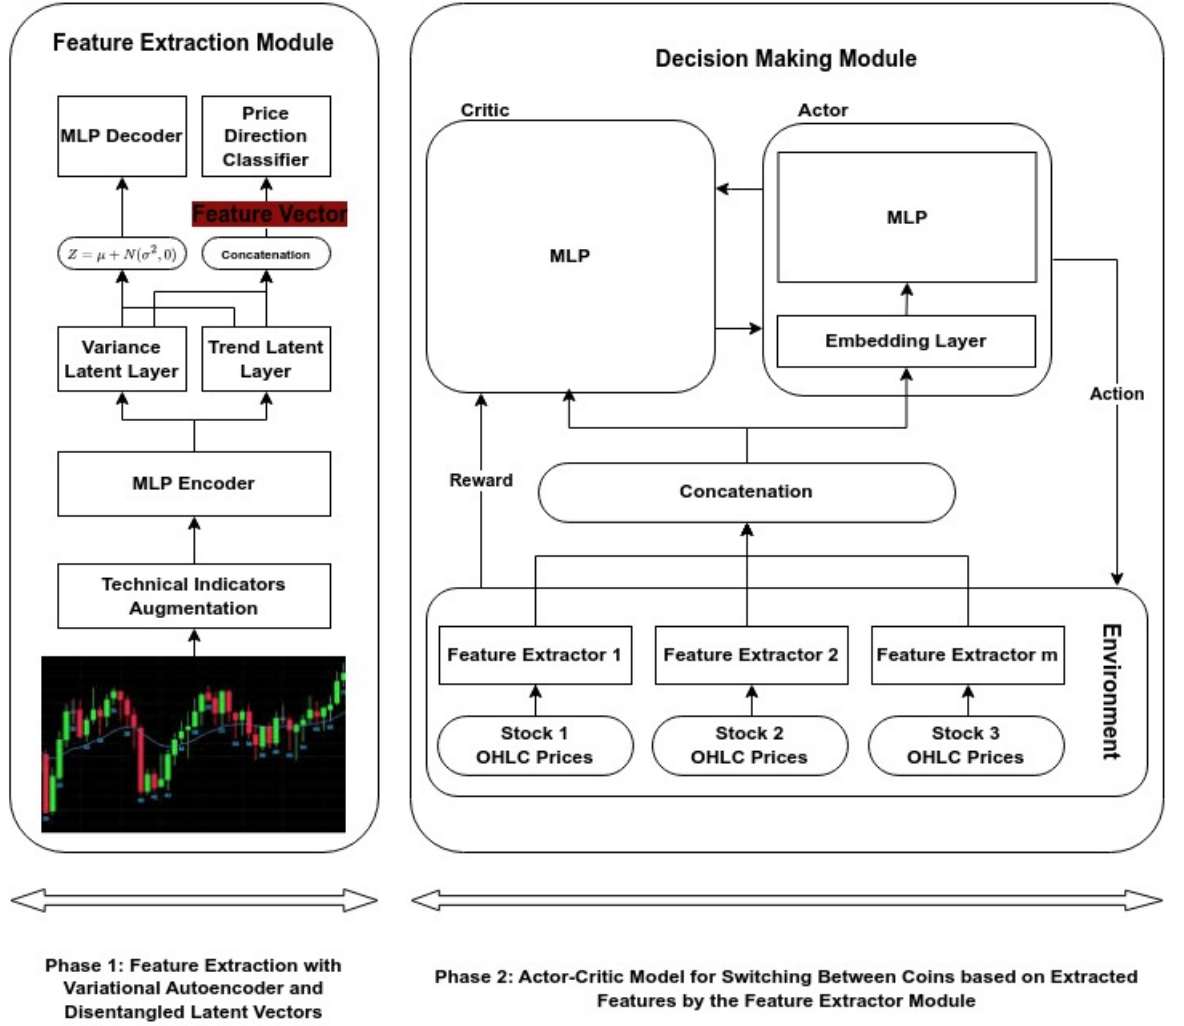 Feature Extraction Module
MLP Decoder
Price
Direction
Classifier
Feature Vector
Z = μ + N(σ², 0)
Concatenation
Variance
Latent Layer
Trend Latent
Layer
MLP Encoder
Technical Indicators
Augmentation
Phase 1: Feature Extraction with
Variational Autoencoder and
Disentangled Latent Vectors
Decision Making Module
Critic
MLP
Actor
MLP
Embedding Layer
Action
Reward
Concatenation
Feature Extractor 1
Feature Extractor 2
Feature Extractor m
Stock 1
OHLC Prices
Stock 2
OHLC Prices
Stock 3
OHLC Prices
Environment
Phase 2: Actor-Critic Model for Switching Between Coins based on Extracted
Features by the Feature Extractor Module